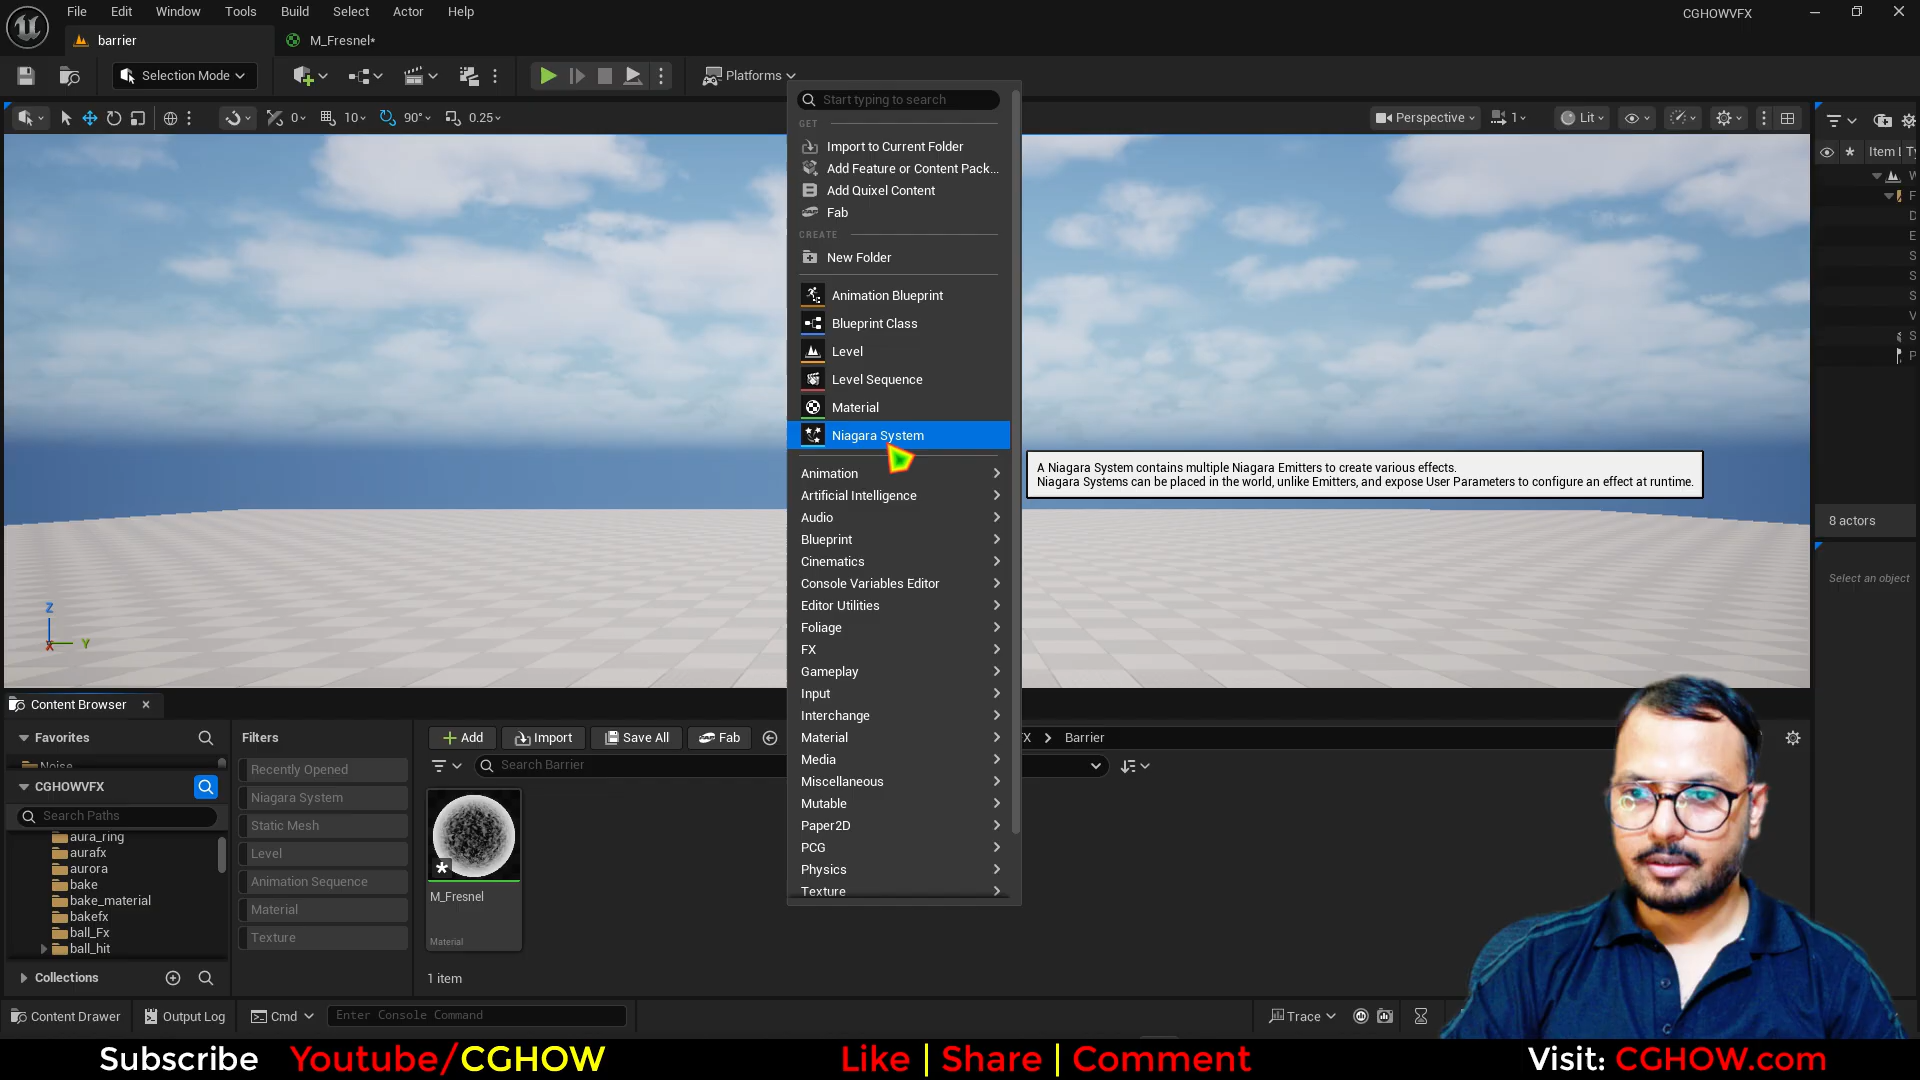 File Edit Window Tools Build Select Actor Help
CGHOWVFX
barrier
M_Fresnel*
Selection Mode
Platforms
0
10
90°
0.25
Perspective
1
Lit
Start typing to search
GET
Import to Current Folder
Add Feature or Content Pack...
Add Quixel Content
Fab
CREATE
New Folder
Animation Blueprint
Blueprint Class
Level
Level Sequence
Material
Niagara System
A Niagara System contains multiple Niagara Emitters to create various effects.
Niagara Systems can be placed in the world, unlike Emitters, and expose User Parameters to configure an effect at runtime.
Animation
Artificial Intelligence
Audio
Blueprint
Cinematics
Console Variables Editor
Editor Utilities
Foliage
FX
Gameplay
Input
Interchange
Material
Media
Miscellaneous
Mutable
Paper2D
PCG
Physics
Texture
Item
8 actors
Select an object
Z
Y
X
Content Browser
Favorites
Noise
CGHOWVFX
Search Paths
aura_ring
aurafx
aurora
bake
bake_material
bakefx
ball_Fx
ball_hit
Collections
Filters
Recently Opened
Niagara System
Static Mesh
Level
Animation Sequence
Material
Texture
Add
Import
Save All
Fab
X > Barrier
Search Barrier
M_Fresnel
Material
1 item
Content Drawer
Output Log
Cmd
Enter Console Command
Trace
Subscribe Youtube/CGHOW
Like | Share | Comment
Visit: CGHOW.com